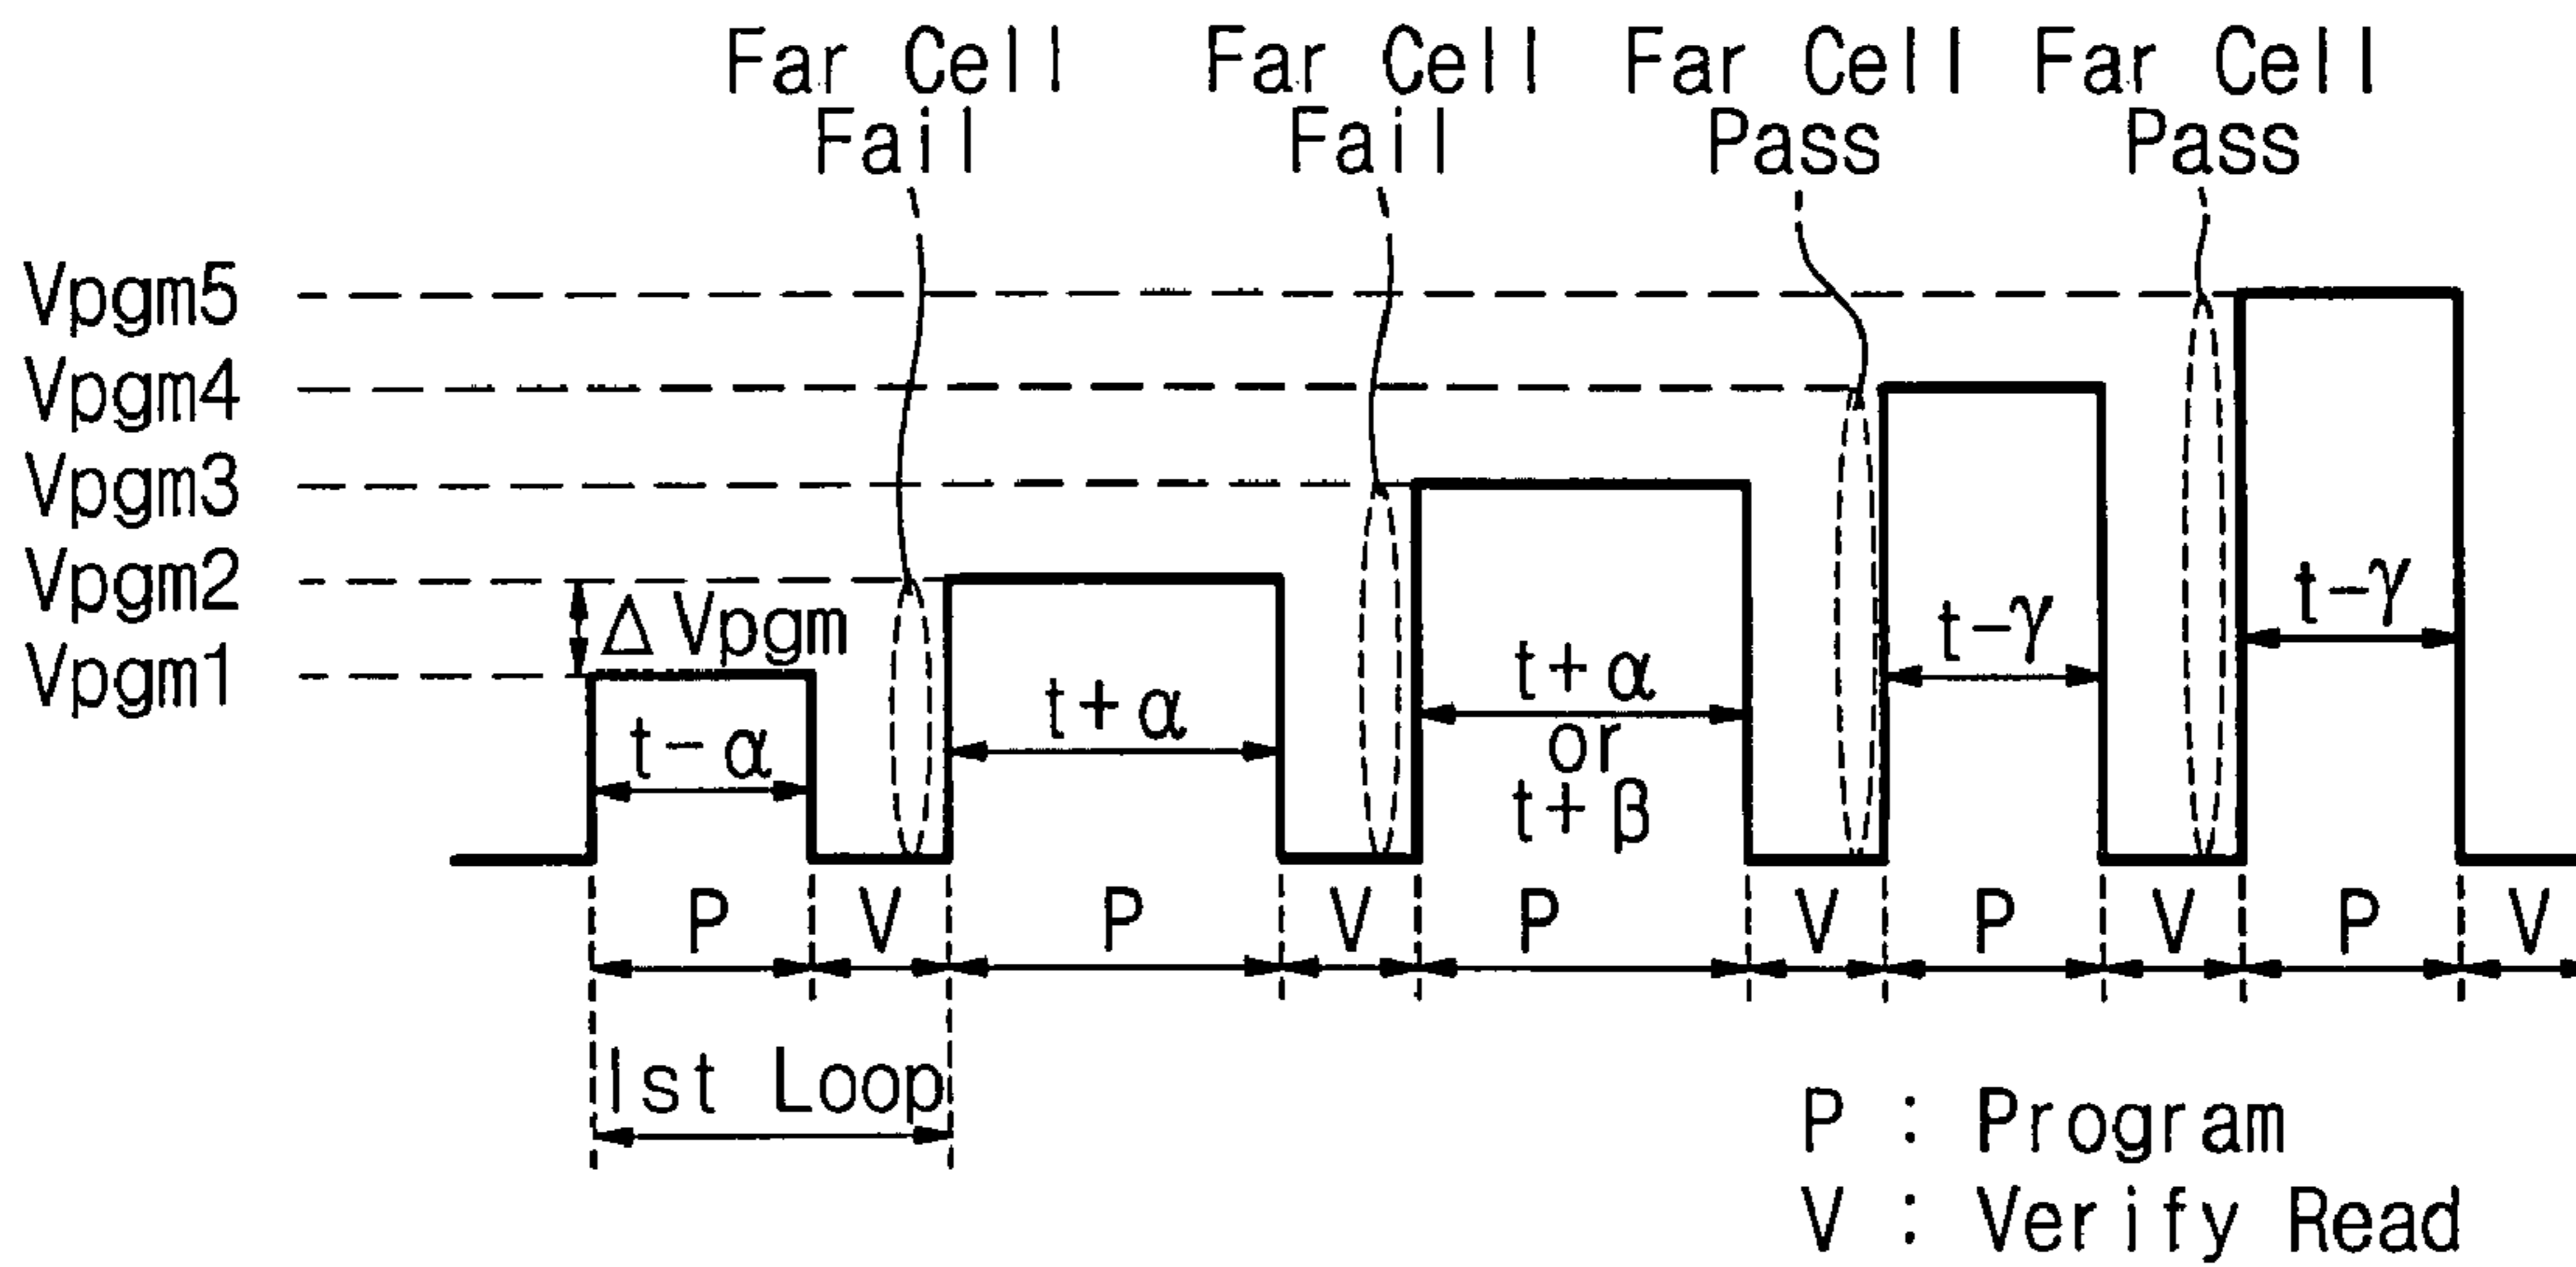 Far Cell Fail
Far Cell Fail
Far Cell Pass
Far Cell Pass
Vpgm5
Vpgm4
Vpgm3
Vpgm2
Vpgm1
Δ Vpgm
t-α
t+α
t+α
or
t+β
t-γ
t-γ
P V P V P V P V P V
1st Loop
P : Program
V : Verify Read